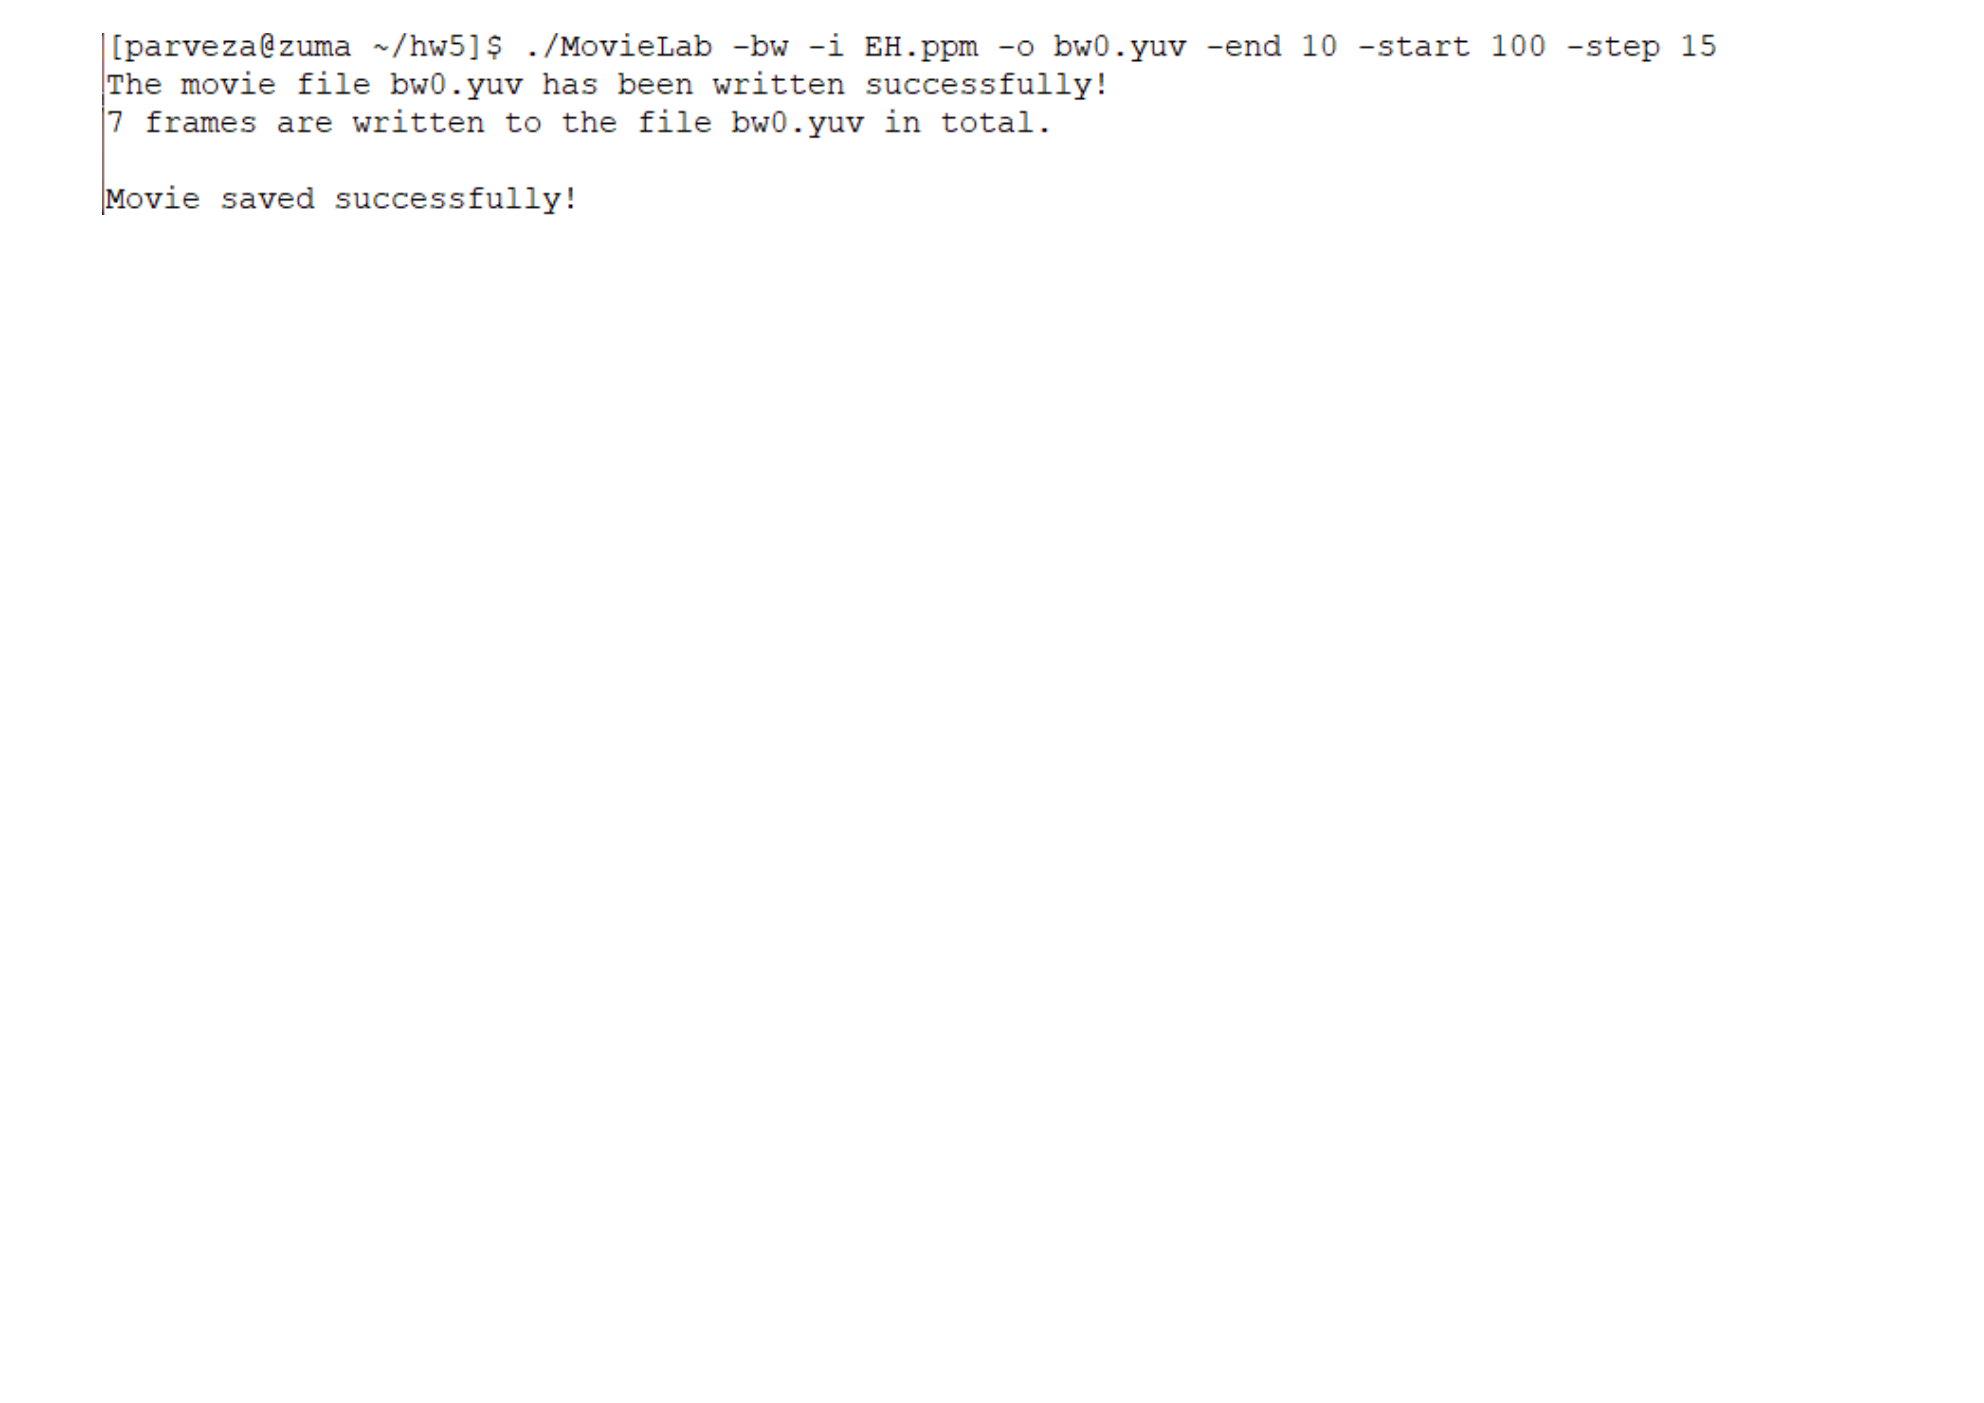 [parveza@zuma ~/hw5]$ ./MovieLab -bw -i EH.ppm -o bw0.yuv -end 10 -start 100 -step 15
The movie file bw0.yuv has been written successfully!
7 frames are written to the file bw0.yuv in total.

Movie saved successfully!